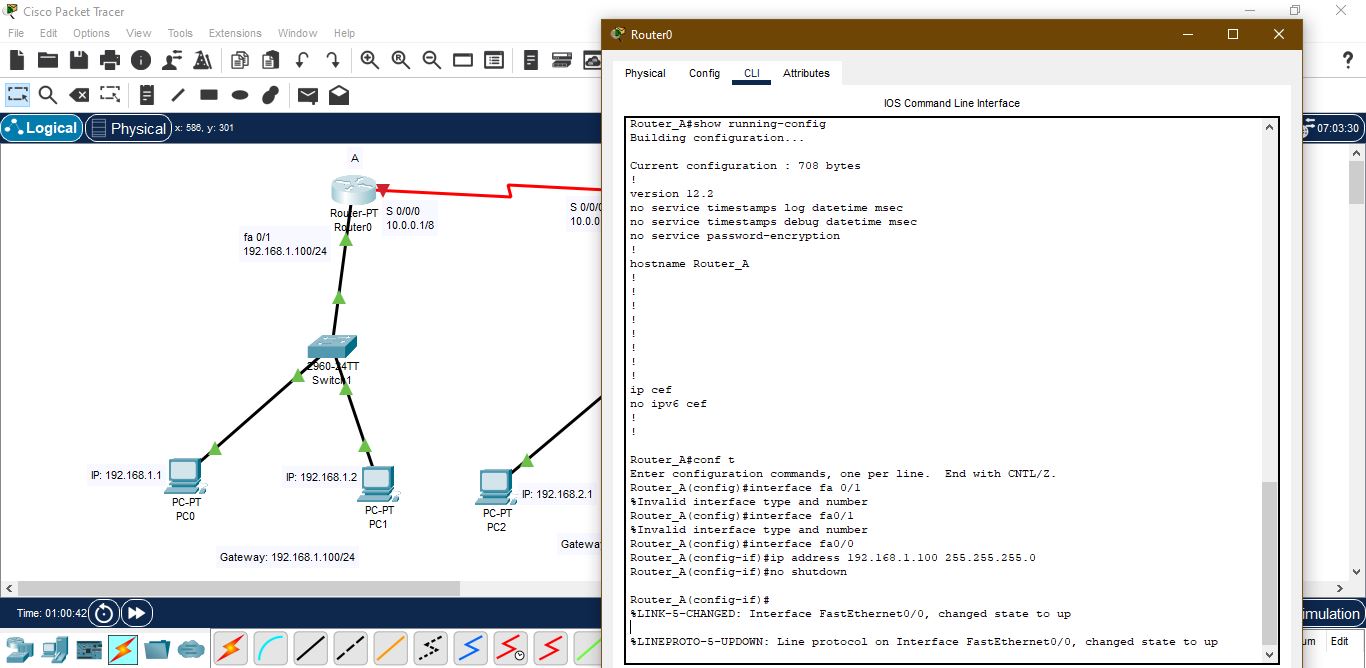 Cisco Packet Tracer
File Edit Options View Tools Extensions Window Help
Logical
Physical
x: 586, y: 301
07:03:30
A
Router-PT
Router0
S 0/0/0
10.0.0.1/8
S 0/0/0
10.0.0
fa 0/1
192.168.1.100/24
2960-24TT
Switch1
IP: 192.168.1.1
PC-PT
PC0
IP: 192.168.1.2
PC-PT
PC1
IP: 192.168.2.1
PC-PT
PC2
Gateway: 192.168.1.100/24
Gateway
Time: 01:00:42
imulation
um Edit
Router0
Physical Config CLI Attributes
IOS Command Line Interface
Router_A#show running-config
Building configuration...
Current configuration : 708 bytes
!
version 12.2
no service timestamps log datetime msec
no service timestamps debug datetime msec
no service password-encryption
!
hostname Router_A
!
!
!
!
!
!
!
!
ip cef
no ipv6 cef
!
!
Router_A#conf t
Enter configuration commands, one per line.  End with CNTL/Z.
Router_A(config)#interface fa 0/1
%Invalid interface type and number
Router_A(config)#interface fa0/1
%Invalid interface type and number
Router_A(config)#interface fa0/0
Router_A(config-if)#ip address 192.168.1.100 255.255.255.0
Router_A(config-if)#no shutdown
Router_A(config-if)#
%LINK-5-CHANGED: Interface FastEthernet0/0, changed state to up
%LINEPROTO-5-UPDOWN: Line protocol on Interface FastEthernet0/0, changed state to up